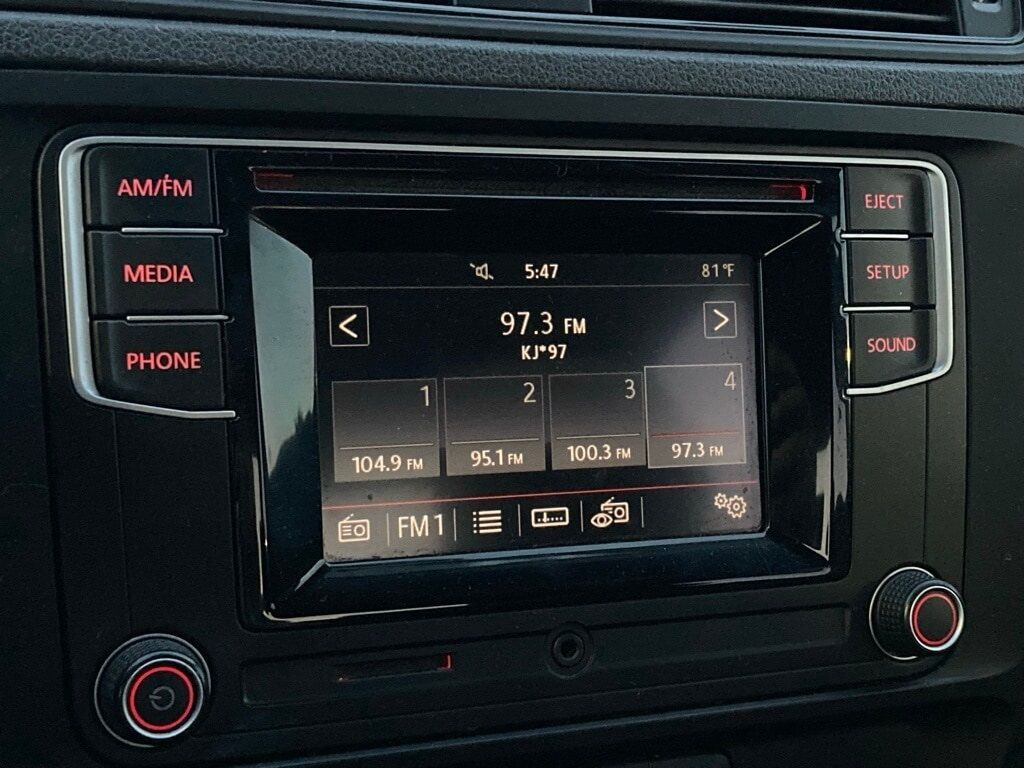 AM/FM
MEDIA
PHONE
5:47
81°F
<
97.3 FM
>
KJ*97
1
2
3
4
104.9 FM
95.1 FM
100.3 FM
97.3 FM
FM1
EJECT
SETUP
SOUND